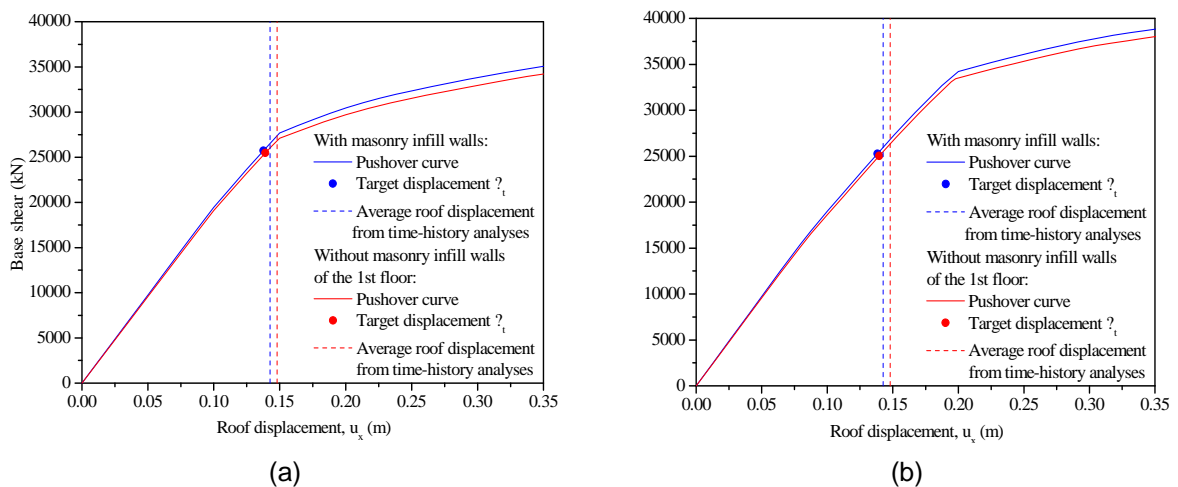 40000
35000
30000
25000
20000
15000
10000
5000
0
Base shear (kN)
With masonry infill walls:
Pushover curve
Target displacement ?t
Average roof displacement
from time-history analyses
Without masonry infill walls
of the 1st floor:
Pushover curve
Target displacement ?t
Average roof displacement
from time-history analyses
0.00 0.05 0.10 0.15 0.20 0.25 0.30 0.35
Roof displacement, ux (m)
(a)
40000
35000
30000
25000
20000
15000
10000
5000
0
With masonry infill walls:
Pushover curve
Target displacement ?t
Average roof displacement
from time-history analyses
Without masonry infill walls
of the 1st floor:
Pushover curve
Target displacement ?t
Average roof displacement
from time-history analyses
0.00 0.05 0.10 0.15 0.20 0.25 0.30 0.35
Roof displacement, ux (m)
(b)